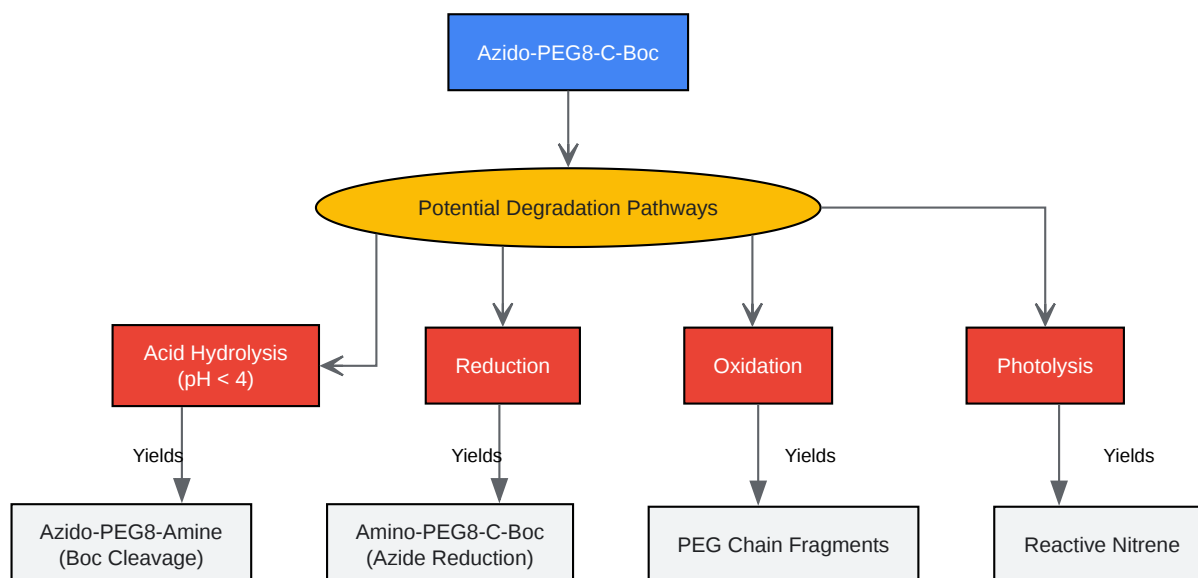 Azido-PEG8-C-Boc
Potential Degradation Pathways
Acid Hydrolysis
(pH < 4)
Reduction
Oxidation
Photolysis
Yields
Yields
Yields
Yields
Azido-PEG8-Amine
(Boc Cleavage)
Amino-PEG8-C-Boc
(Azide Reduction)
PEG Chain Fragments
Reactive Nitrene